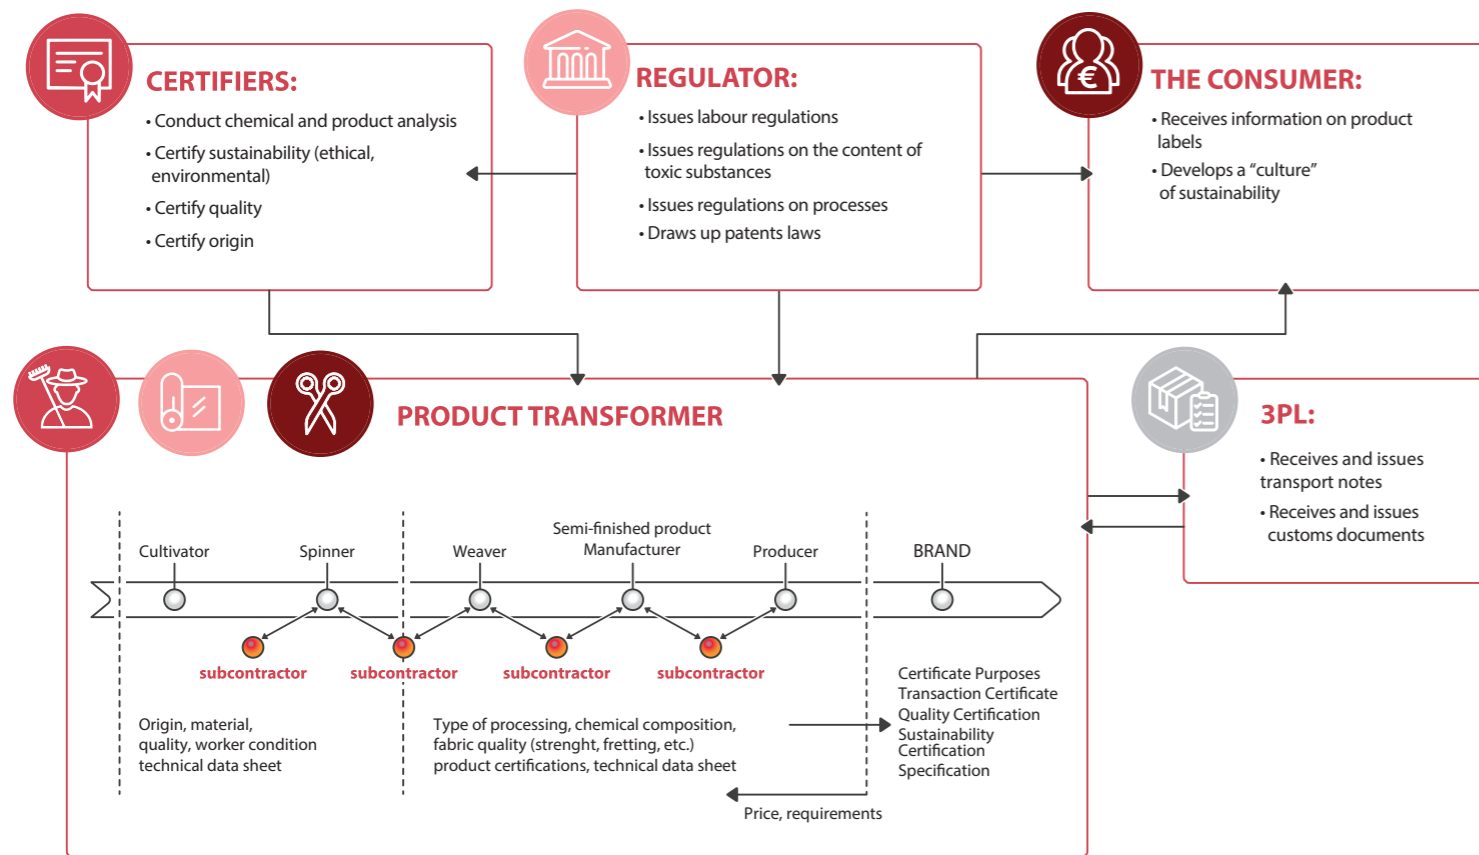 CERTIFIERS:
• Conduct chemical and product analysis
• Certify sustainability (ethical,
environmental)
• Certify quality
• Certify origin
REGULATOR:
• Issues labour regulations
• Issues regulations on the content of
toxic substances
• Issues regulations on processes
• Draws up patents laws
€
THE CONSUMER:
• Receives information on product
labels
• Develops a “culture”
of sustainability
PRODUCT TRANSFORMER
3PL:
• Receives and issues
transport notes
• Receives and issues
customs documents
Cultivator
Spinner
Weaver
Semi-finished product
Manufacturer
Producer
BRAND
subcontractor
subcontractor
subcontractor
subcontractor
Origin, material,
quality, worker condition
technical data sheet
Type of processing, chemical composition,
fabric quality (strenght, fretting, etc.)
product certifications, technical data sheet
Certificate Purposes
Transaction Certificate
Quality Certification
Sustainability
Certification
Specification
Price, requirements